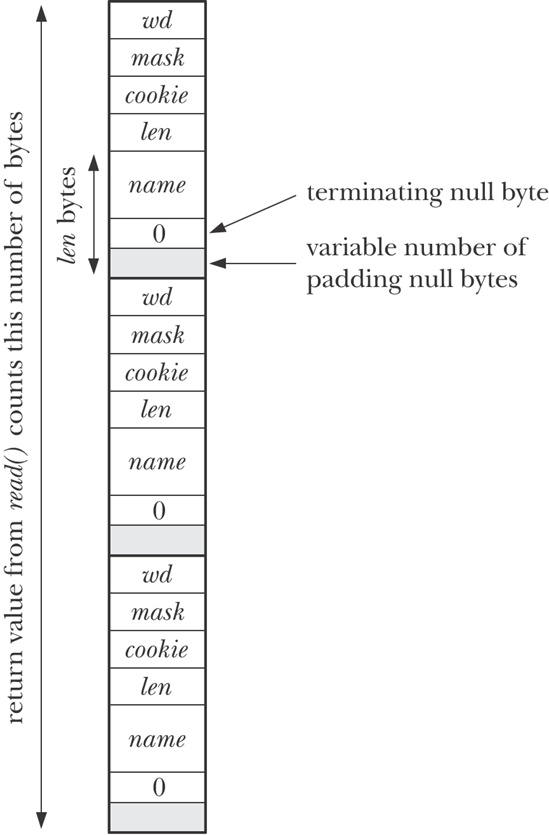 return value from read() counts this number of bytes
wd
mask
cookie
len
len bytes
name
terminating null byte
0
variable number of
padding null bytes
wd
mask
cookie
len
name
0
wd
mask
cookie
len
name
0